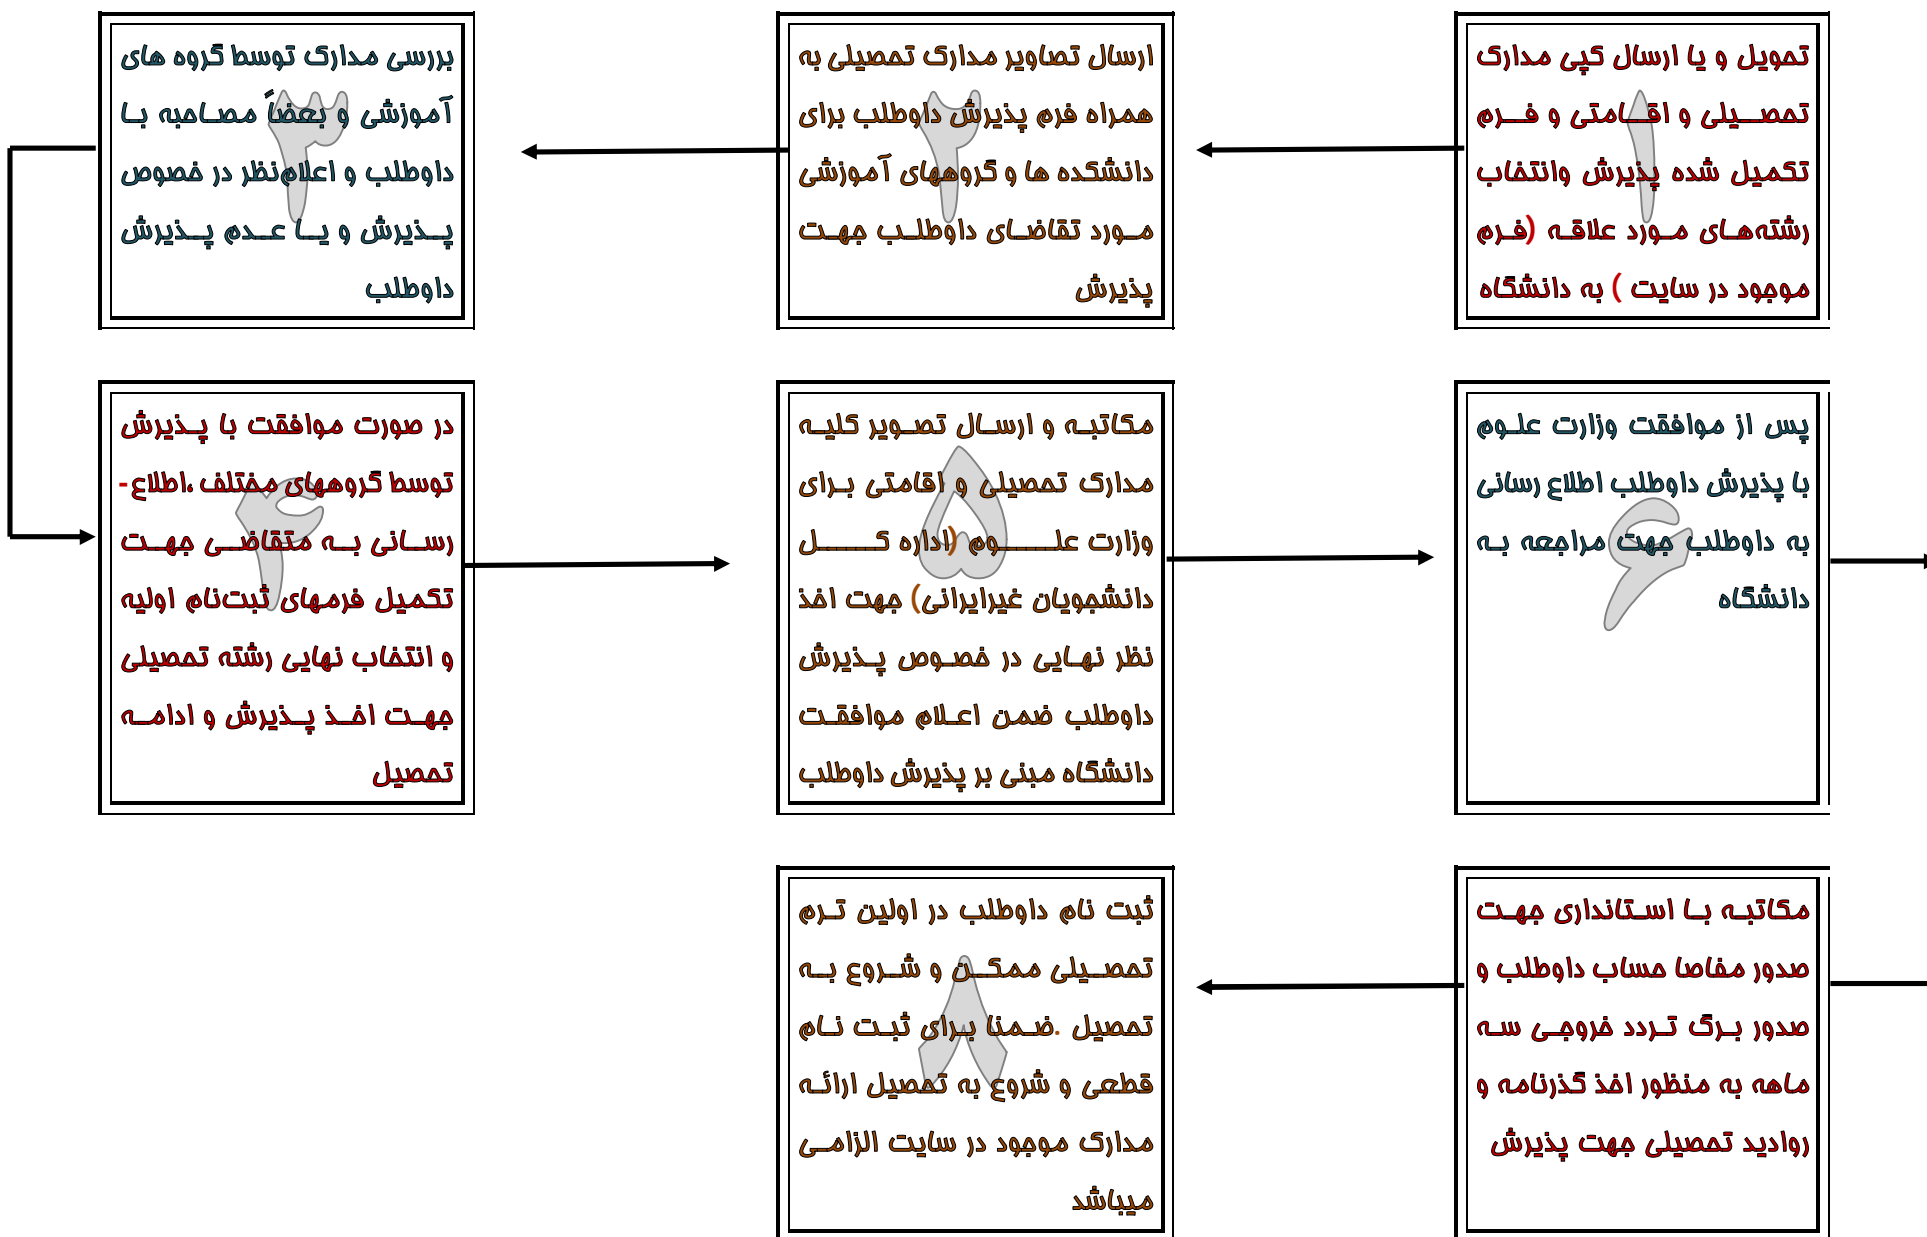 ۱
تحویل و یا ارسال کپی مدارک
تحصیلی و اقامتی و فرم
تکمیل شده پذیرش وانتخاب
رشته‌های مورد علاقه (فرم
موجود در سایت ) به دانشگاه
۲
ارسال تصاویر مدارک تحصیلی به
همراه فرم پذیرش داوطلب برای
دانشکده ها و گروههای آموزشی
مورد تقاضای داوطلب جهت
پذیرش
۳
بررسی مدارک توسط گروه های
آموزشی و بعضاً مصاحبه با
داوطلب و اعلام‌نظر در خصوص
پذیرش و یا عدم پذیرش
داوطلب
۴
در صورت موافقت با پذیرش
توسط گروههای مختلف ،اطلاع-
رسانی به متقاضی جهت
تکمیل فرمهای ثبت‌نام اولیه
و انتخاب نهایی رشته تحصیلی
جهت اخذ پذیرش و ادامه
تحصیل
۵
مکاتبه و ارسال تصویر کلیه
مدارک تحصیلی و اقامتی برای
وزارت علوم (اداره کل
دانشجویان غیرایرانی) جهت اخذ
نظر نهایی در خصوص پذیرش
داوطلب ضمن اعلام موافقت
دانشگاه مبنی بر پذیرش داوطلب
۶
پس از موافقت وزارت علوم
با پذیرش داوطلب اطلاع رسانی
به داوطلب جهت مراجعه به
دانشگاه
مکاتبه با استانداری جهت
صدور مفاصا حساب داوطلب و
صدور برگ تردد خروجی سه
ماهه به منظور اخذ گذرنامه و
روادید تحصیلی جهت پذیرش
۸
ثبت نام داوطلب در اولین ترم
تحصیلی ممکن و شروع به
تحصیل .ضمنا برای ثبت نام
قطعی و شروع به تحصیل ارائه
مدارک موجود در سایت الزامی
میباشد